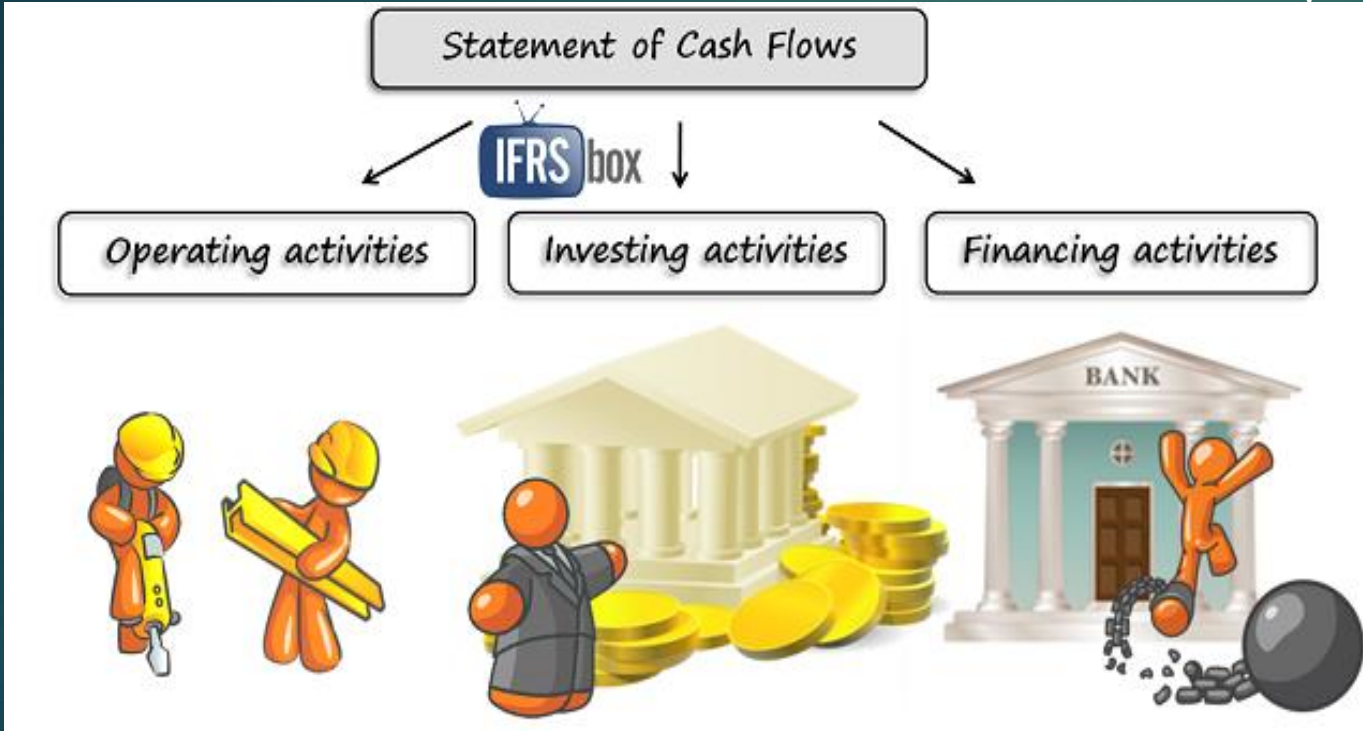 Statement of Cash Flows
IFRS box
Operating activities
Investing activities
Financing activities
BANK